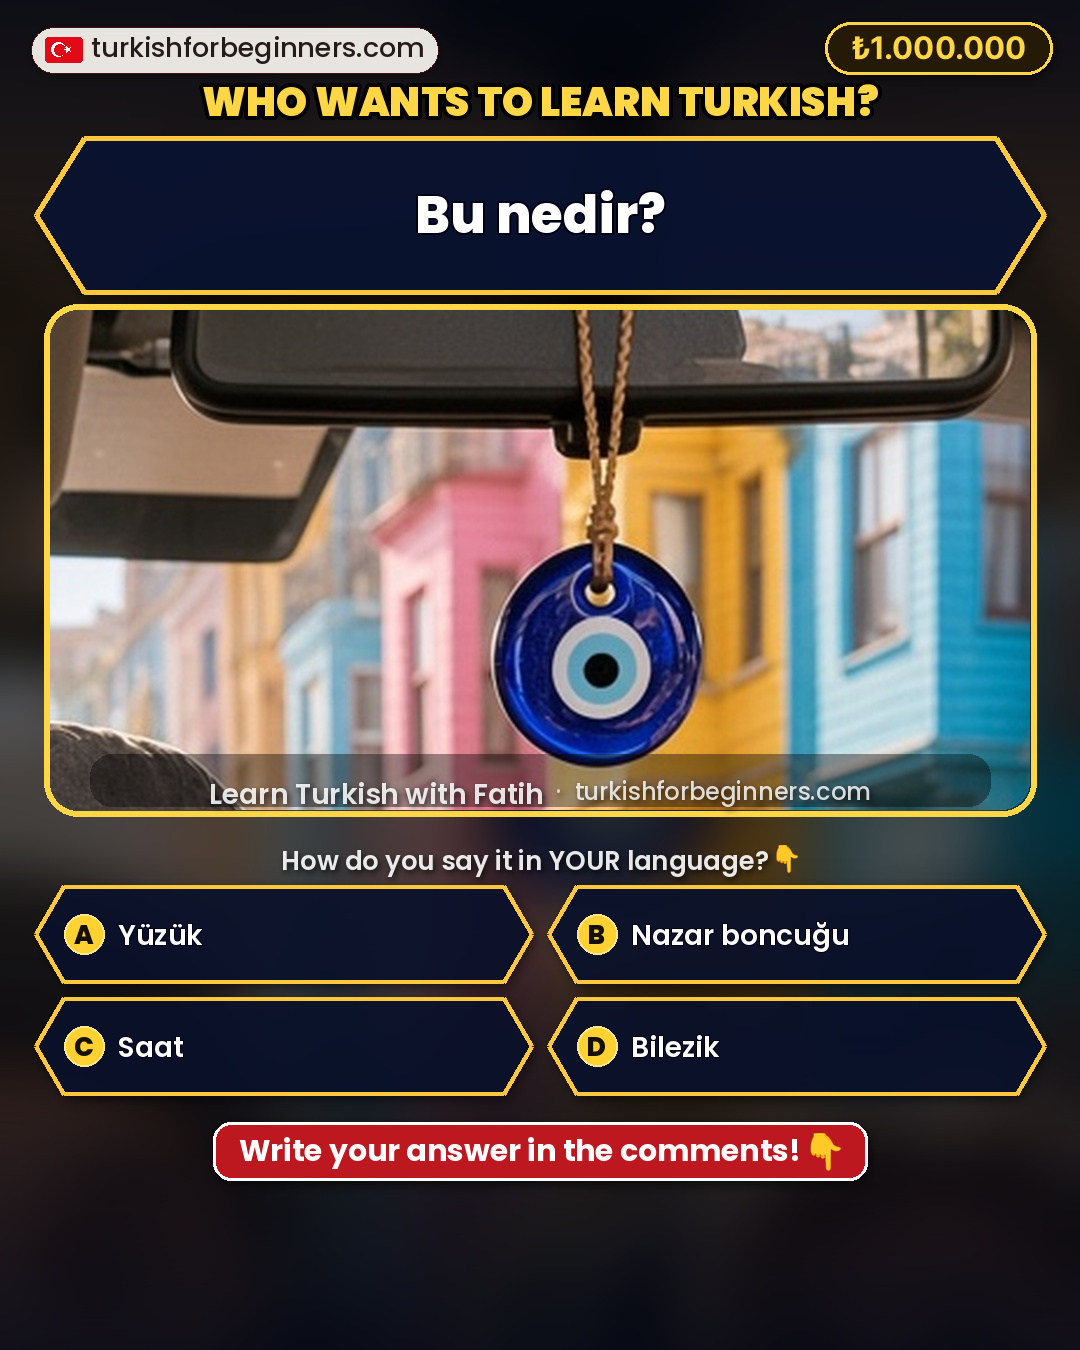 turkishforbeginners.com
₺1.000.000
WHO WANTS TO LEARN TURKISH?
Bu nedir?
Learn Turkish with Fatih · turkishforbeginners.com
How do you say it in YOUR language?👇
A Yüzük
B Nazar boncuğu
C Saat
D Bilezik
Write your answer in the comments!👇